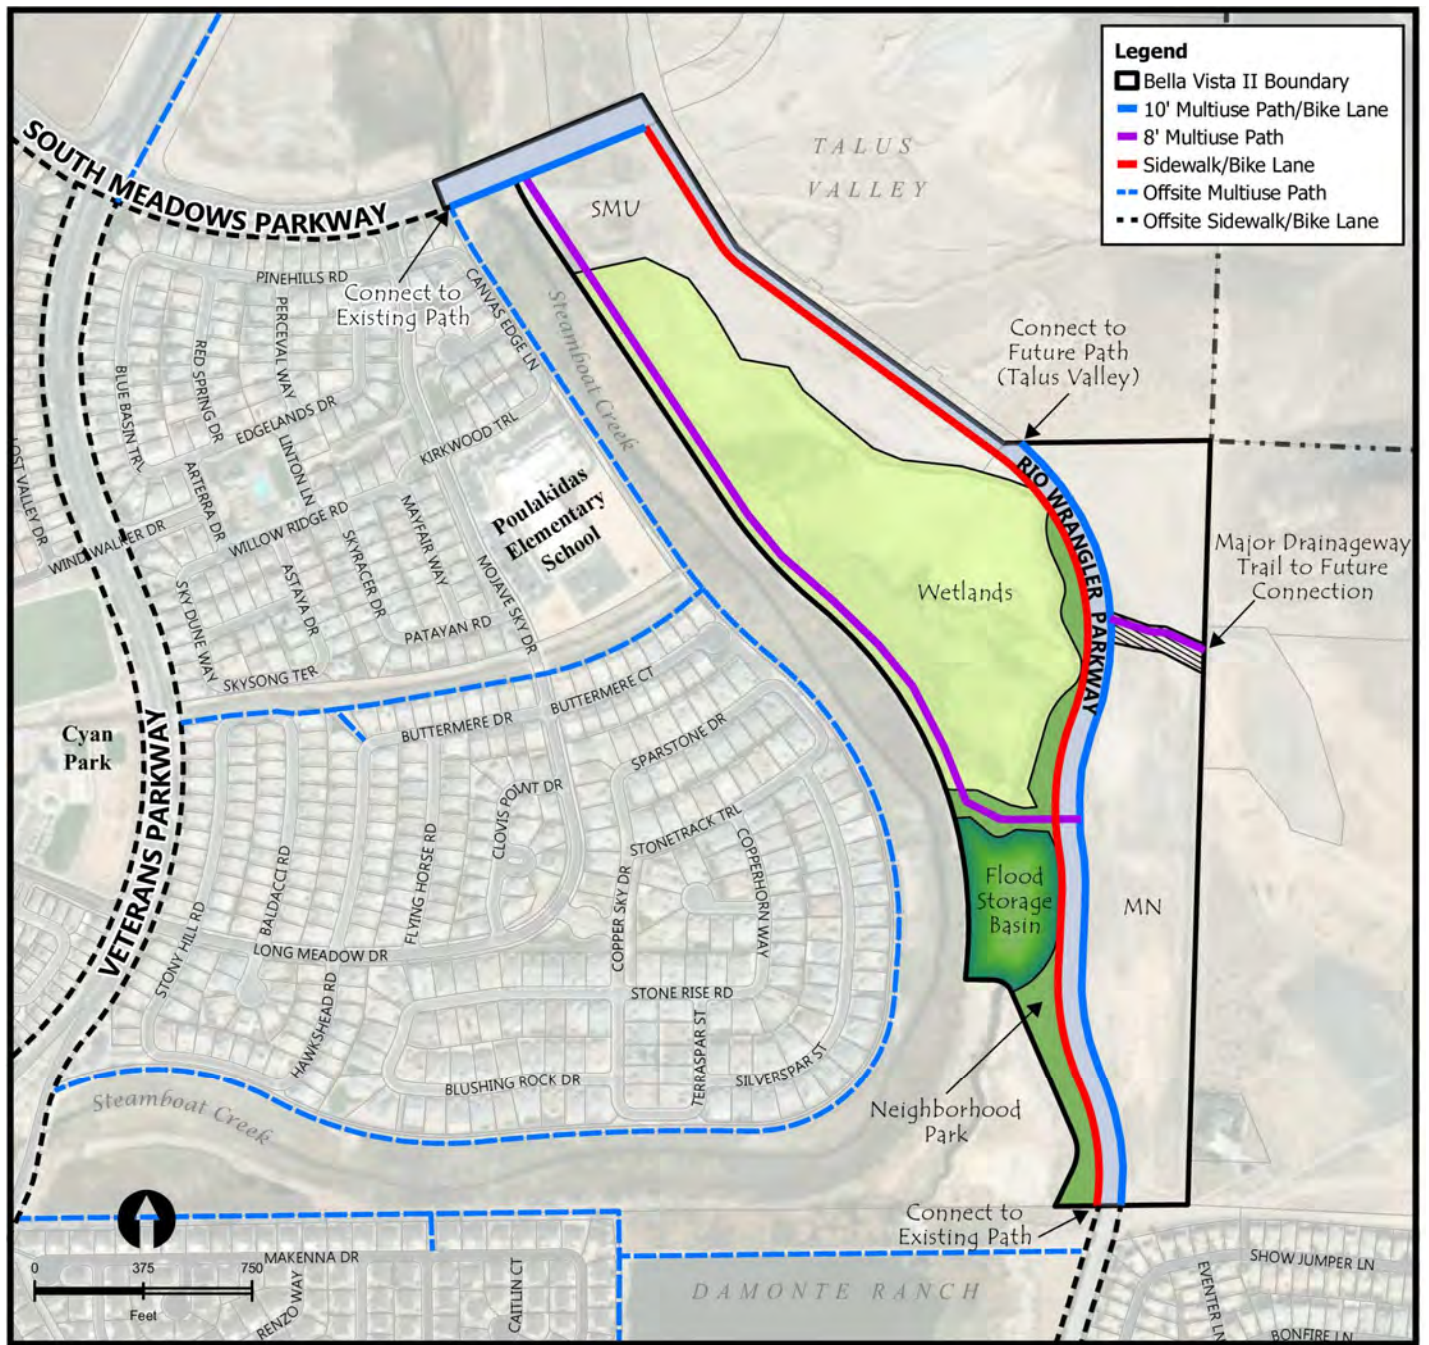 Legend
Bella Vista II Boundary
10' Multiuse Path/Bike Lane
8' Multiuse Path
Sidewalk/Bike Lane
Offsite Multiuse Path
Offsite Sidewalk/Bike Lane
SOUTH MEADOWS PARKWAY
TALUS
VALLEY
SMU
PINEHILLS RD
Connect to
Existing Path
CANVAS EDGE LN
Steamboat Creek
PERCEVAL WAY
RED SPRING DR
BLUE BASIN TRL
EDGELANDS DR
LINTON LN
KIRKWOOD TRL
Connect to
Future Path
(Talus Valley)
RIO WRANGLER PARKWAY
LOST VALLEY DR
WINDWALKER DR
ARTERRA DR
WILLOW RIDGE RD
MAYFAIR WAY
SKYRACER DR
ASTAYA DR
SKY DUNE WAY
PATAYAN RD
MOJAVE SKY DR
SKYSONG TER
Poulakidas
Elementary
School
Wetlands
Major Drainageway
Trail to Future
Connection
Cyan
Park
VETERANS PARKWAY
BUTTERMERE DR
BUTTERMERE CT
SPARSTONE DR
CLOVIS POINT DR
STONETRACK TRL
COPPERHORN WAY
FLYING HORSE RD
BALDACCI RD
STONY HILL RD
COPPER SKY DR
LONG MEADOW DR
HAWKSHEAD RD
STONE RISE RD
TERRASPAR ST
SILVERSPAR ST
BLUSHING ROCK DR
Flood
Storage
Basin
MN
Neighborhood
Park
Steamboat Creek
Connect to
Existing Path
MAKENNA DR
RENZO WAY
CAITLIN CT
DAMONTE RANCH
SHOW JUMPER LN
EVENTER LN
BONFIRE LN
0 375 750
Feet